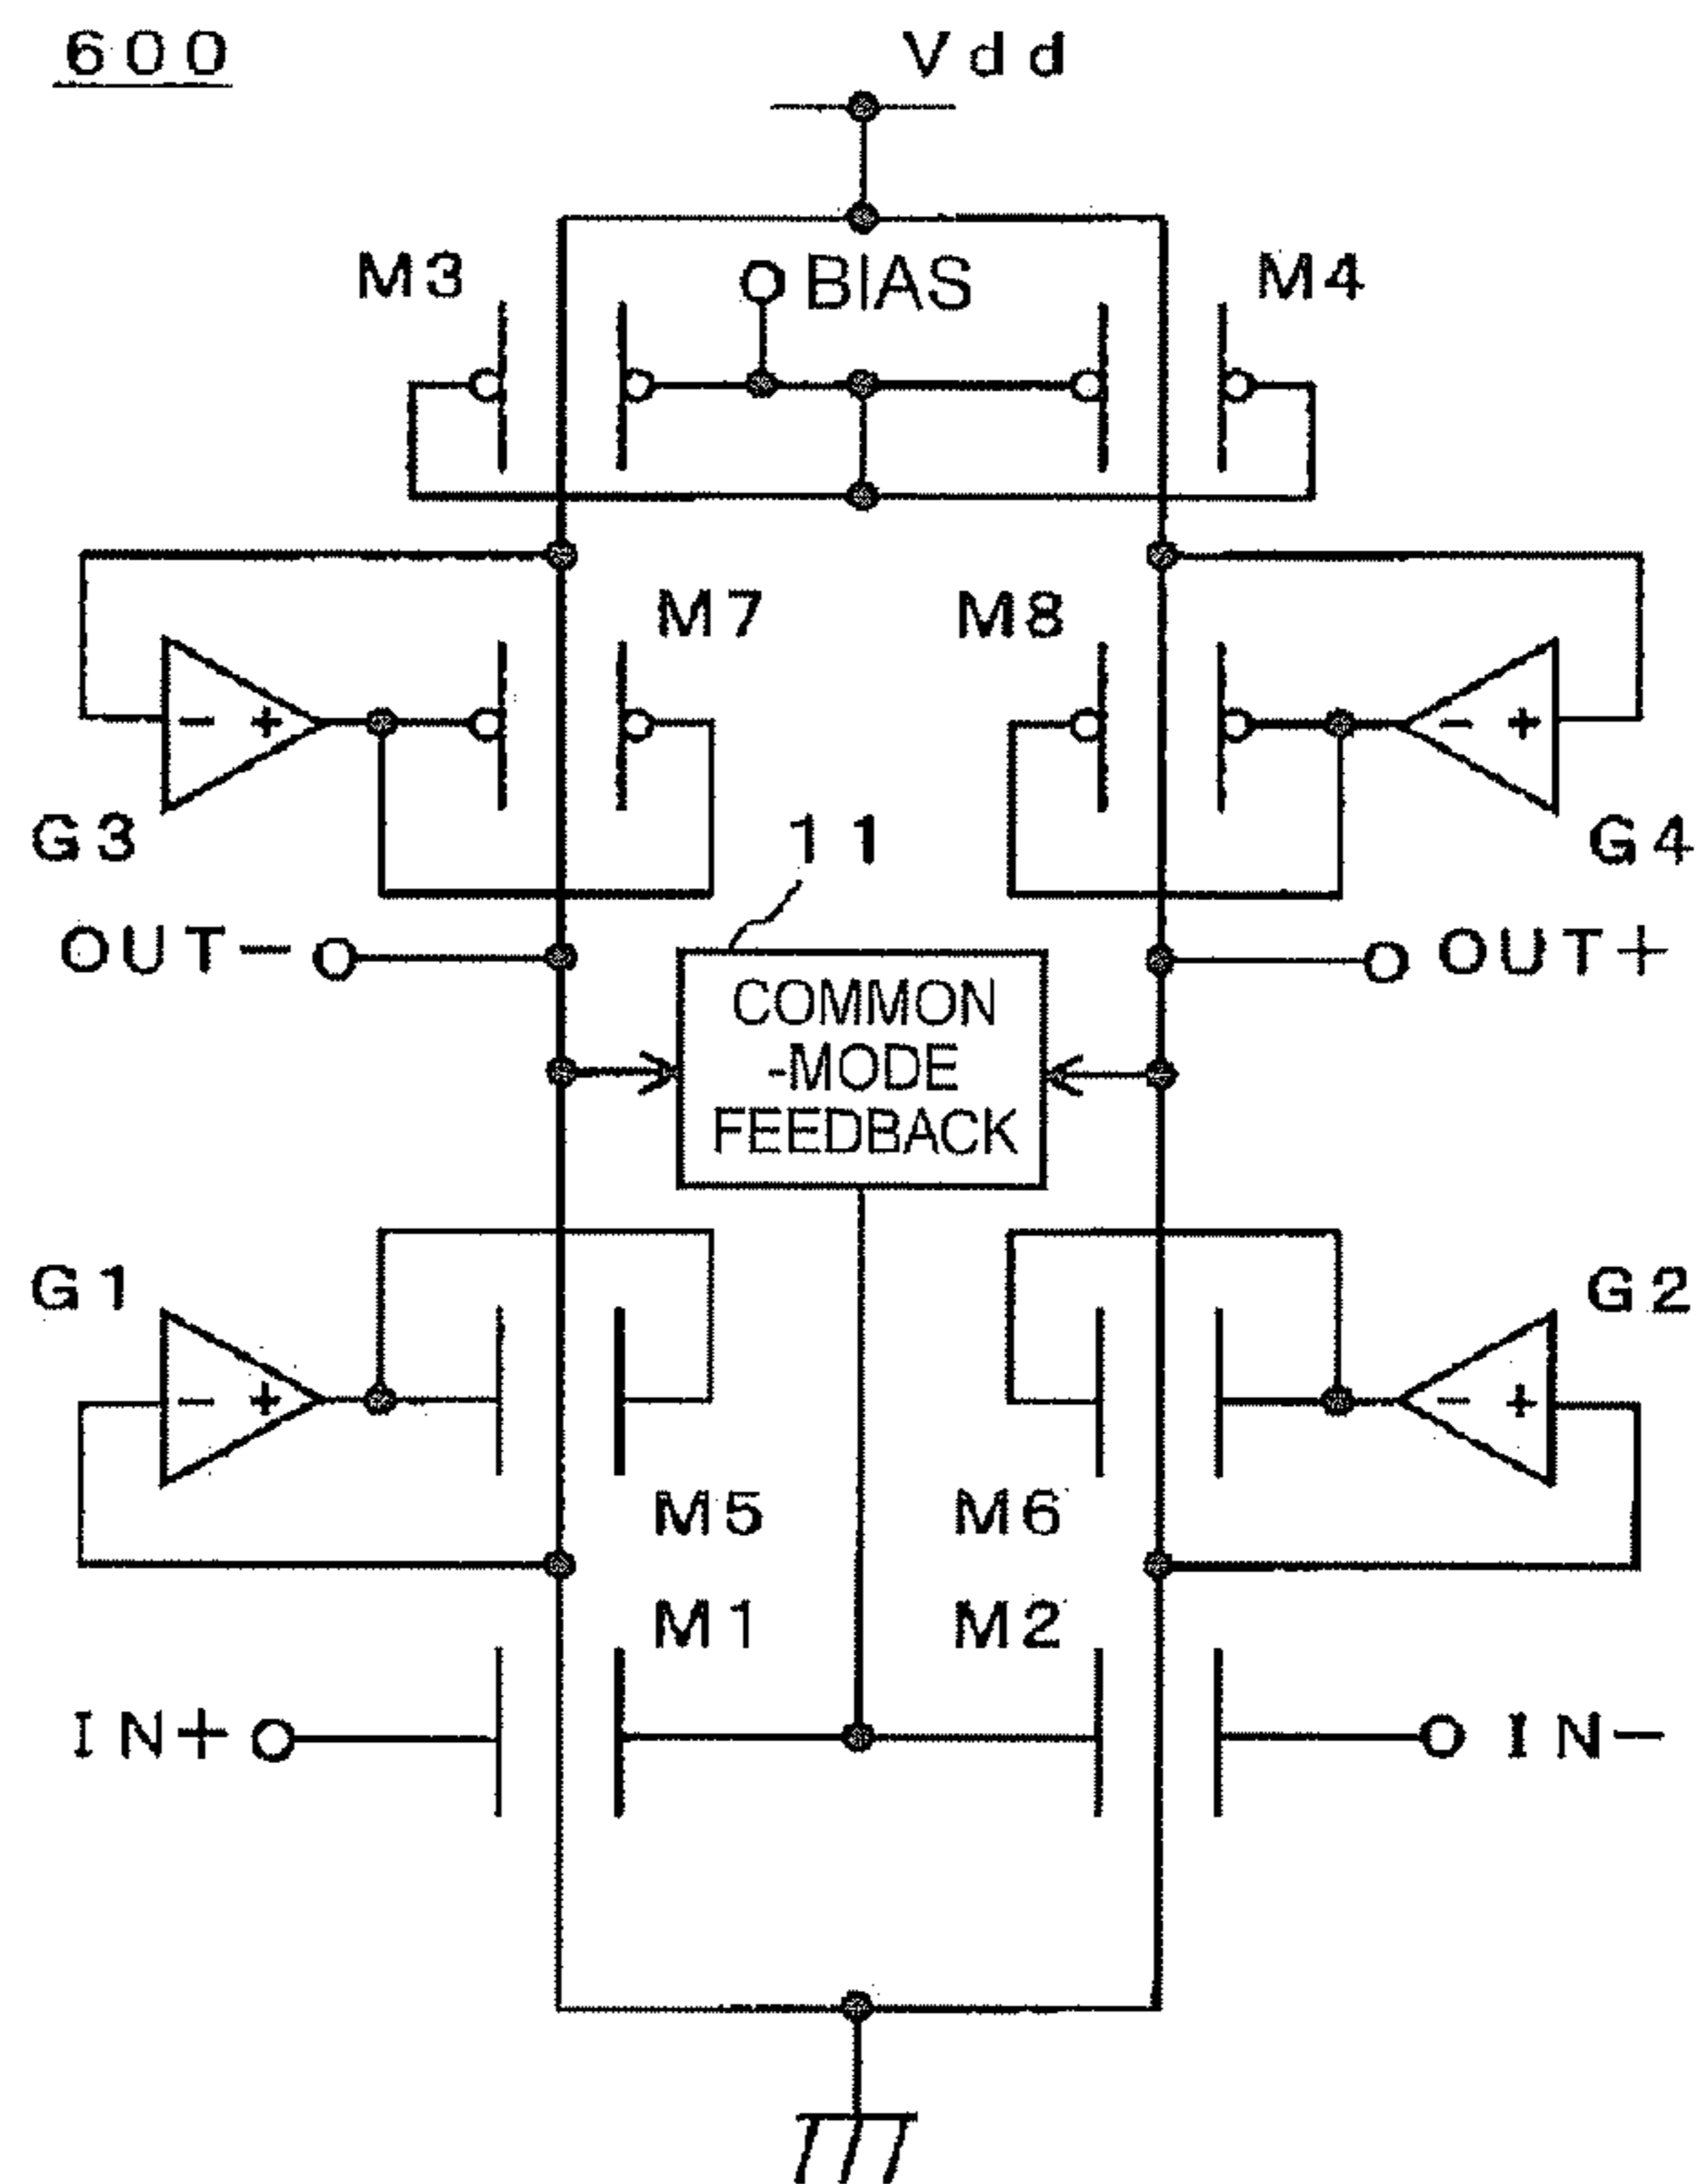 600
Vdd
M3
BIAS
M4
M7
M8
- +
- +
G3
11
G4
OUT-
OUT+
COMMON
-MODE
FEEDBACK
G1
G2
- +
- +
M5
M6
M1
M2
IN+
IN-